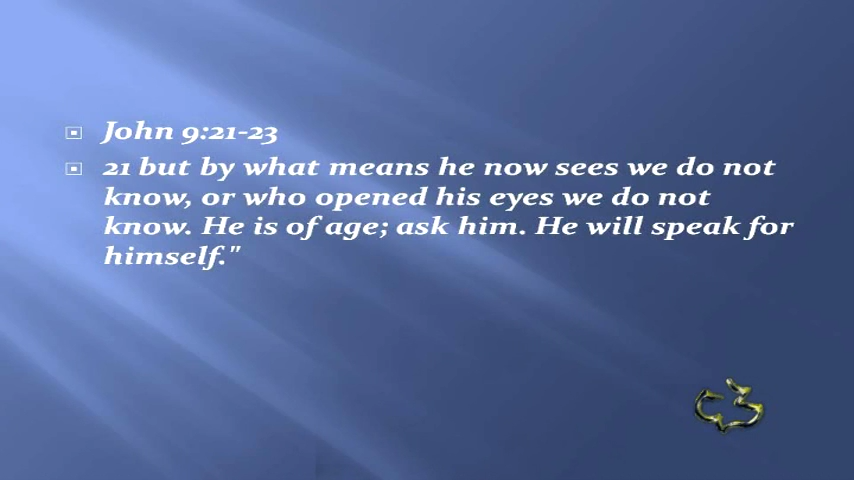 John 9:21-23
21 but by what means he now sees we do not
know, or who opened his eyes we do not
know. He is of age; ask him. He will speak for
himself."
C3